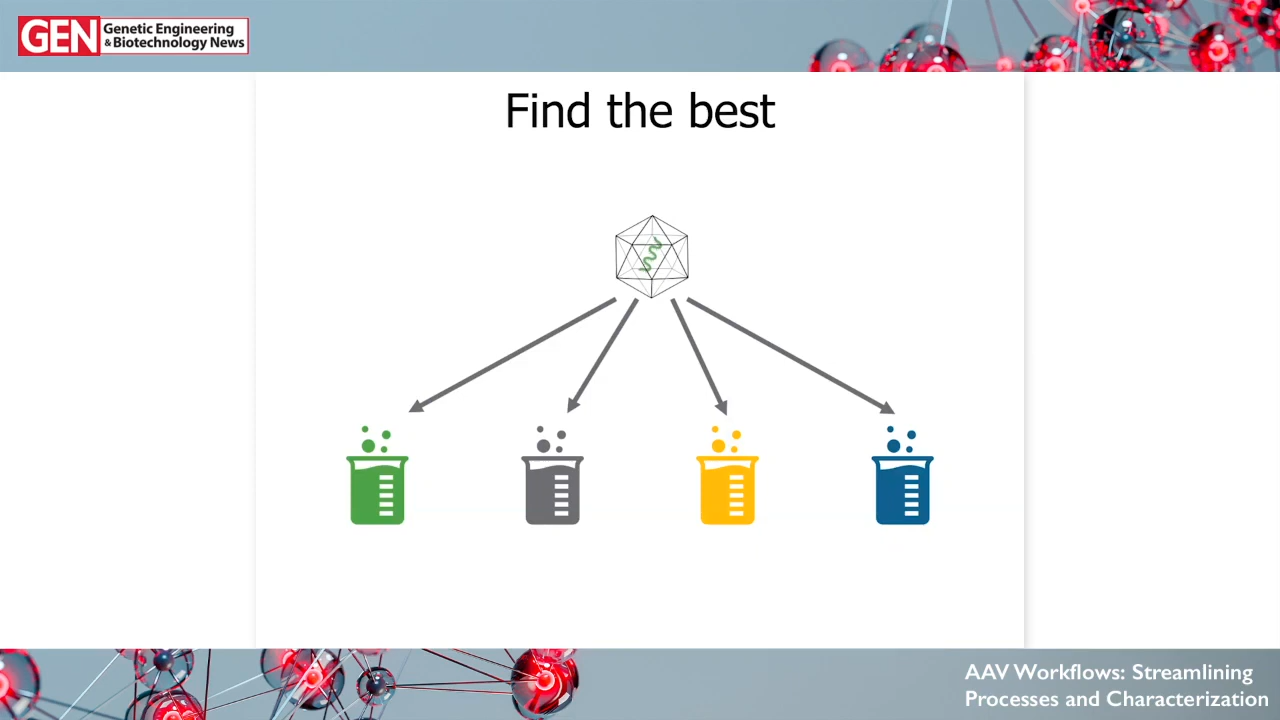 GEN Genetic Engineering
& Biotechnology News
Find the best
AAV Workflows: Streamlining
Processes and Characterization